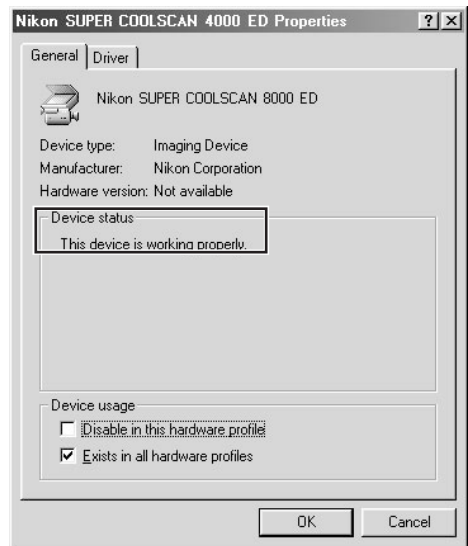 Nikon SUPER COOLSCAN 4000 ED Properties ? ×
General Driver
Nikon SUPER COOLSCAN 8000 ED
Device type: Imaging Device
Manufacturer: Nikon Corporation
Hardware version: Not available
Device status
This device is working properly.
Device usage
Disable in this hardware profile
Exists in all hardware profiles
OK Cancel